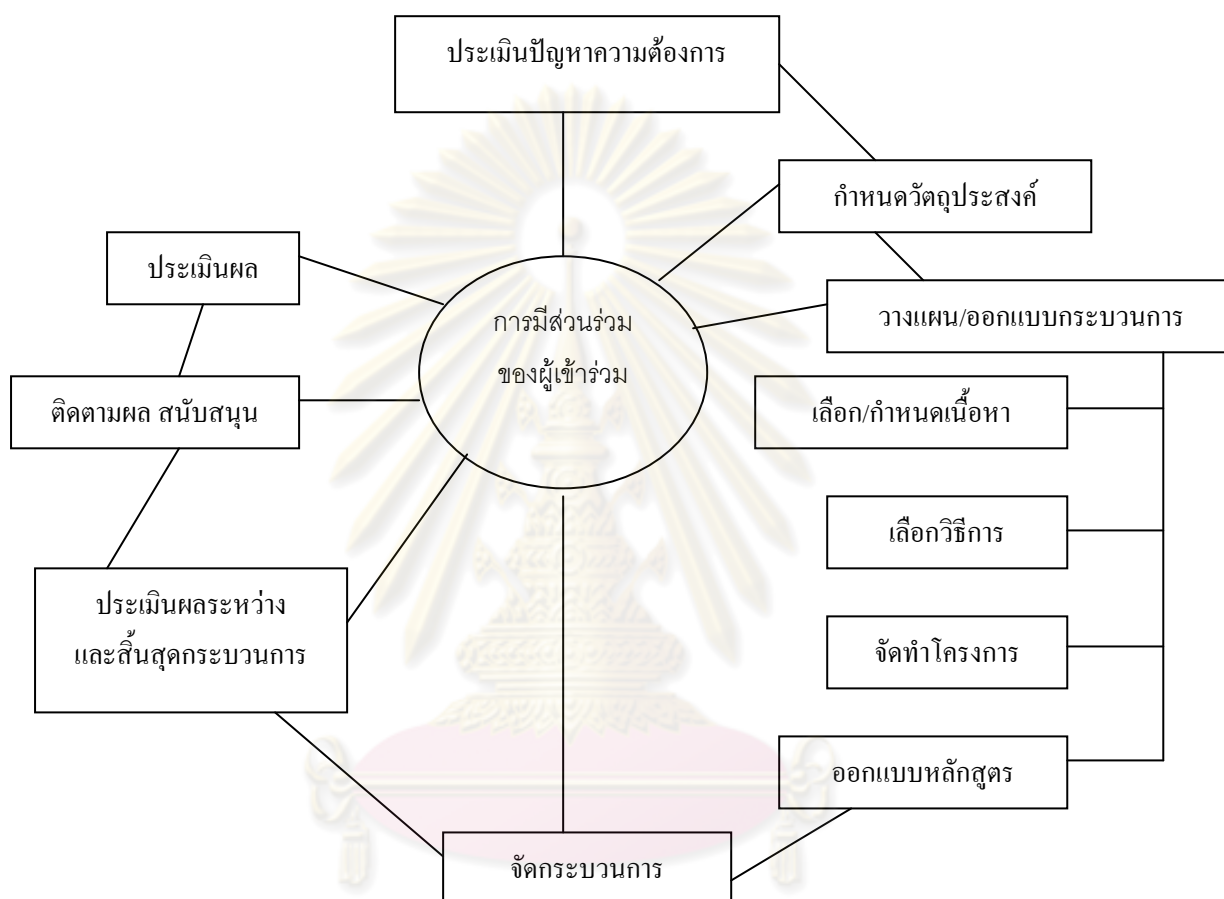 ประเมินปัญหาความต้องการ
กำหนดวัตถุประสงค์
ประเมินผล
การมีส่วนร่วม
ของผู้เข้าร่วม
วางแผน/ออกแบบกระบวนการ
ติดตามผล สนับสนุน
เลือก/กำหนดเนื้อหา
เลือกวิธีการ
ประเมินผลระหว่าง
และสิ้นสุดกระบวนการ
จัดทำโครงการ
ออกแบบหลักสูตร
จัดกระบวนการ